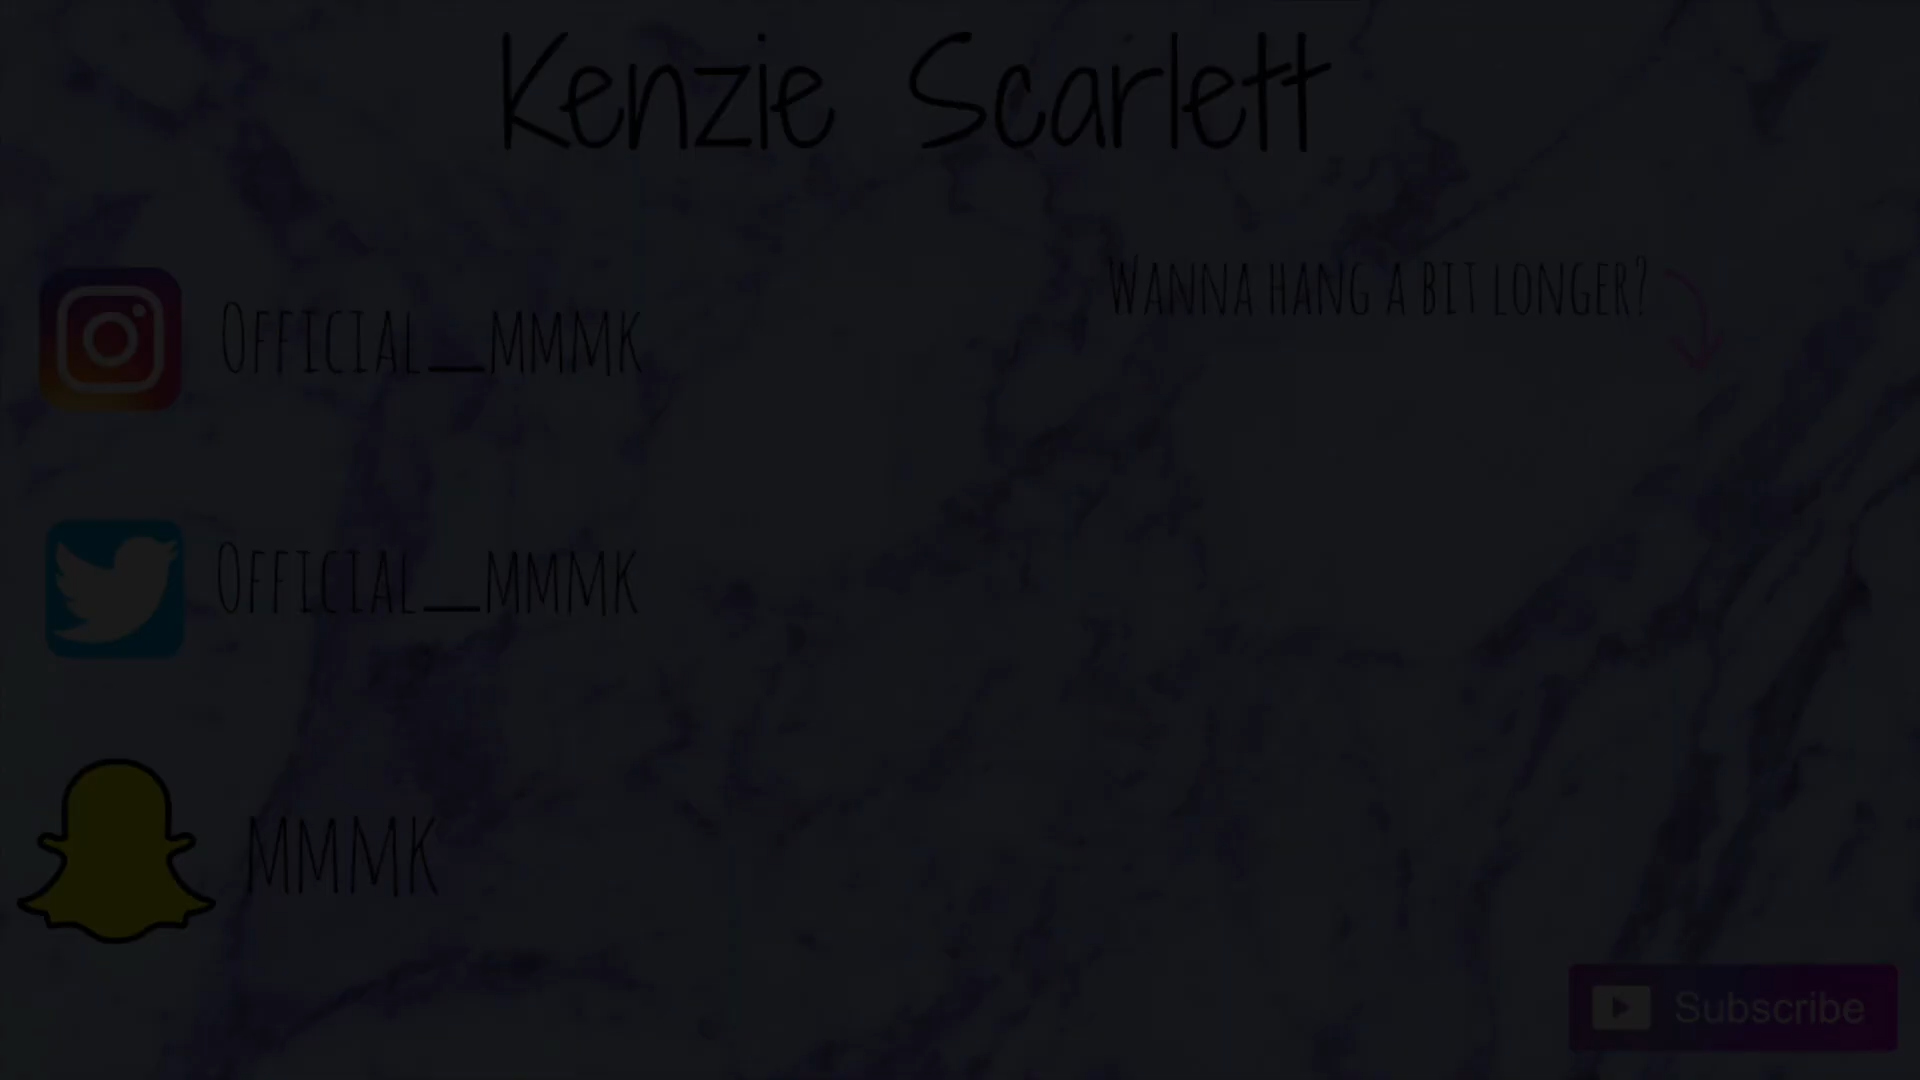 Kenzie Scarlett
Wanna hang a bit longer?
Official_mmmk
Official_mmmk
mmmk
Subscribe